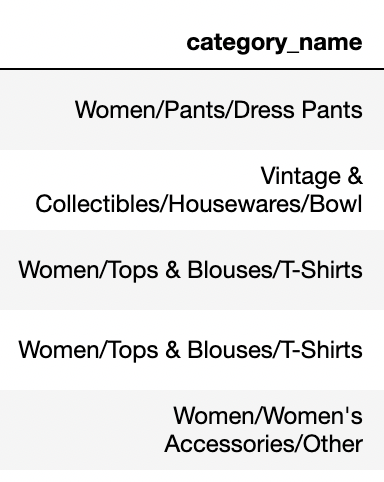 category_name
Women/Pants/Dress Pants
Vintage &
Collectibles/Housewares/Bowl
Women/Tops & Blouses/T-Shirts
Women/Tops & Blouses/T-Shirts
Women/Women's
Accessories/Other